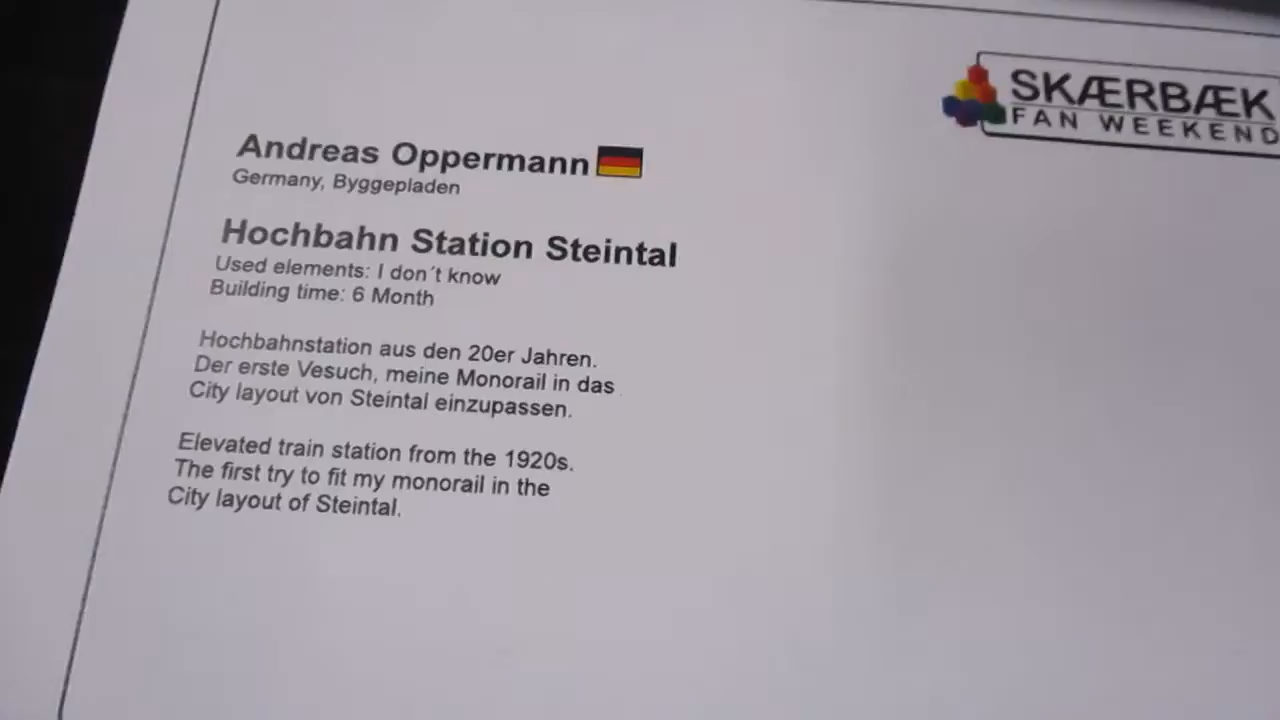 SKÆRBÆK
FAN WEEKEND
Andreas Oppermann
Germany, Byggepladen
Hochbahn Station Steintal
Used elements: I don´t know
Building time: 6 Month
Hochbahnstation aus den 20er Jahren.
Der erste Vesuch, meine Monorail in das
City layout von Steintal einzupassen.
Elevated train station from the 1920s.
The first try to fit my monorail in the
City layout of Steintal.